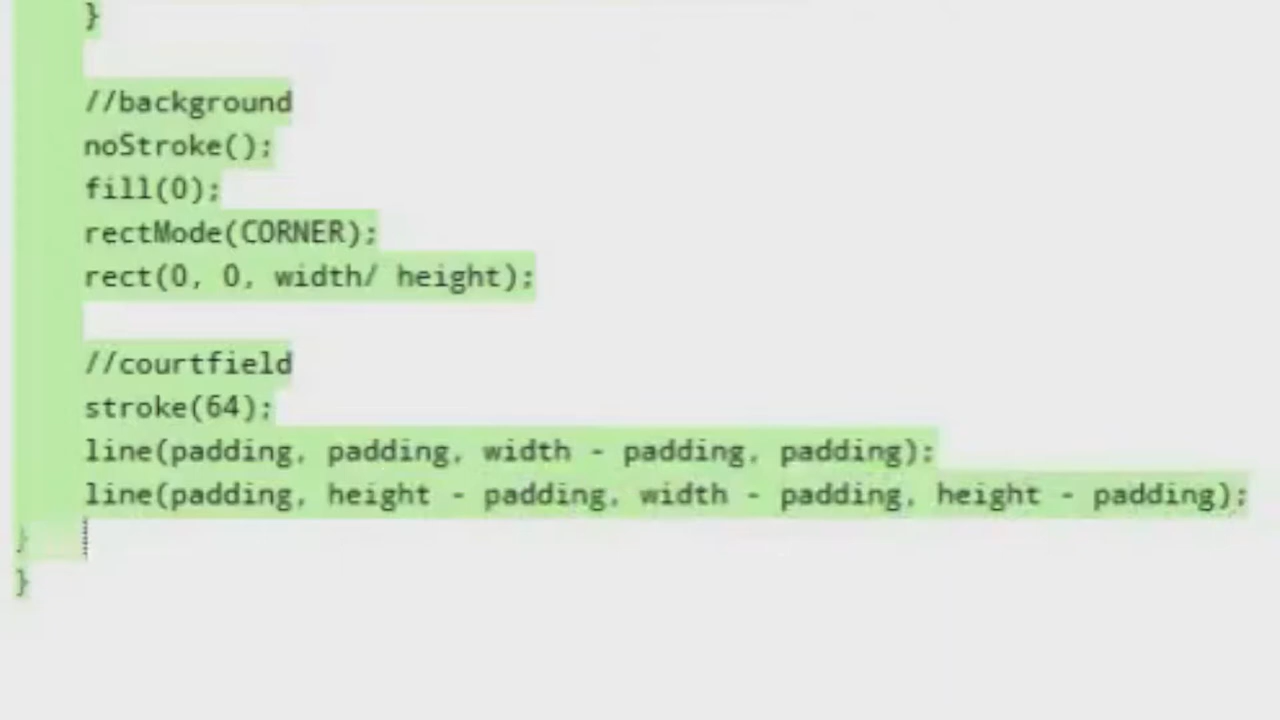 }
//background
noStroke();
fill(0);
rectMode(CORNER);
rect(0, 0, width/ height);
//courtfield
stroke(64);
line(padding, padding, width - padding, padding);
line(padding, height - padding, width - padding, height - padding);
}